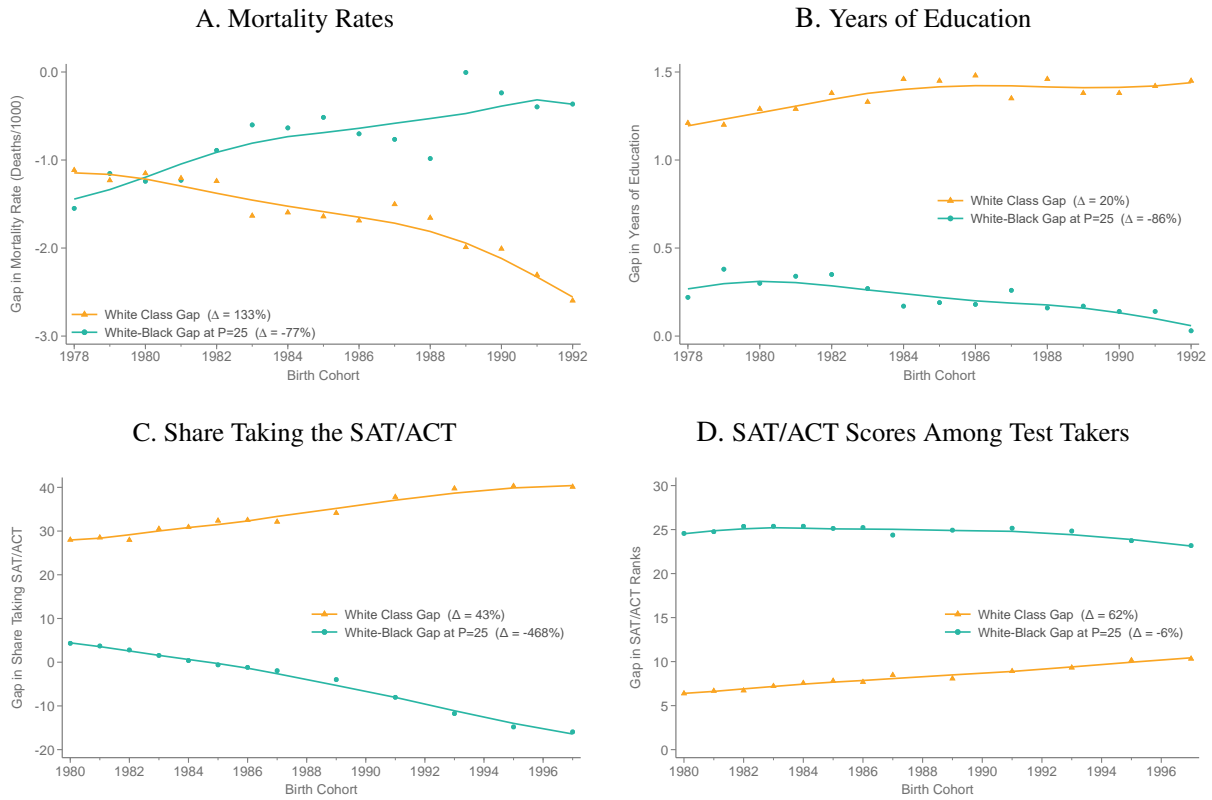 A. Mortality Rates
Gap in Mortality Rate (Deaths/1000)
0.0
-1.0
-2.0
-3.0
White Class Gap (Δ = 133%)
White-Black Gap at P=25 (Δ = -77%)
1978 1980 1982 1984 1986 1988 1990 1992
Birth Cohort
B. Years of Education
Gap in Years of Education
1.5
1.0
0.5
0.0
White Class Gap (Δ = 20%)
White-Black Gap at P=25 (Δ = -86%)
1978 1980 1982 1984 1986 1988 1990 1992
Birth Cohort
C. Share Taking the SAT/ACT
Gap in Share Taking SAT/ACT
40
30
20
10
0
-10
-20
White Class Gap (Δ = 43%)
White-Black Gap at P=25 (Δ = -468%)
1980 1982 1984 1986 1988 1990 1992 1994 1996
Birth Cohort
D. SAT/ACT Scores Among Test Takers
Gap in SAT/ACT Ranks
30
25
20
15
10
5
0
White Class Gap (Δ = 62%)
White-Black Gap at P=25 (Δ = -6%)
1980 1982 1984 1986 1988 1990 1992 1994 1996
Birth Cohort